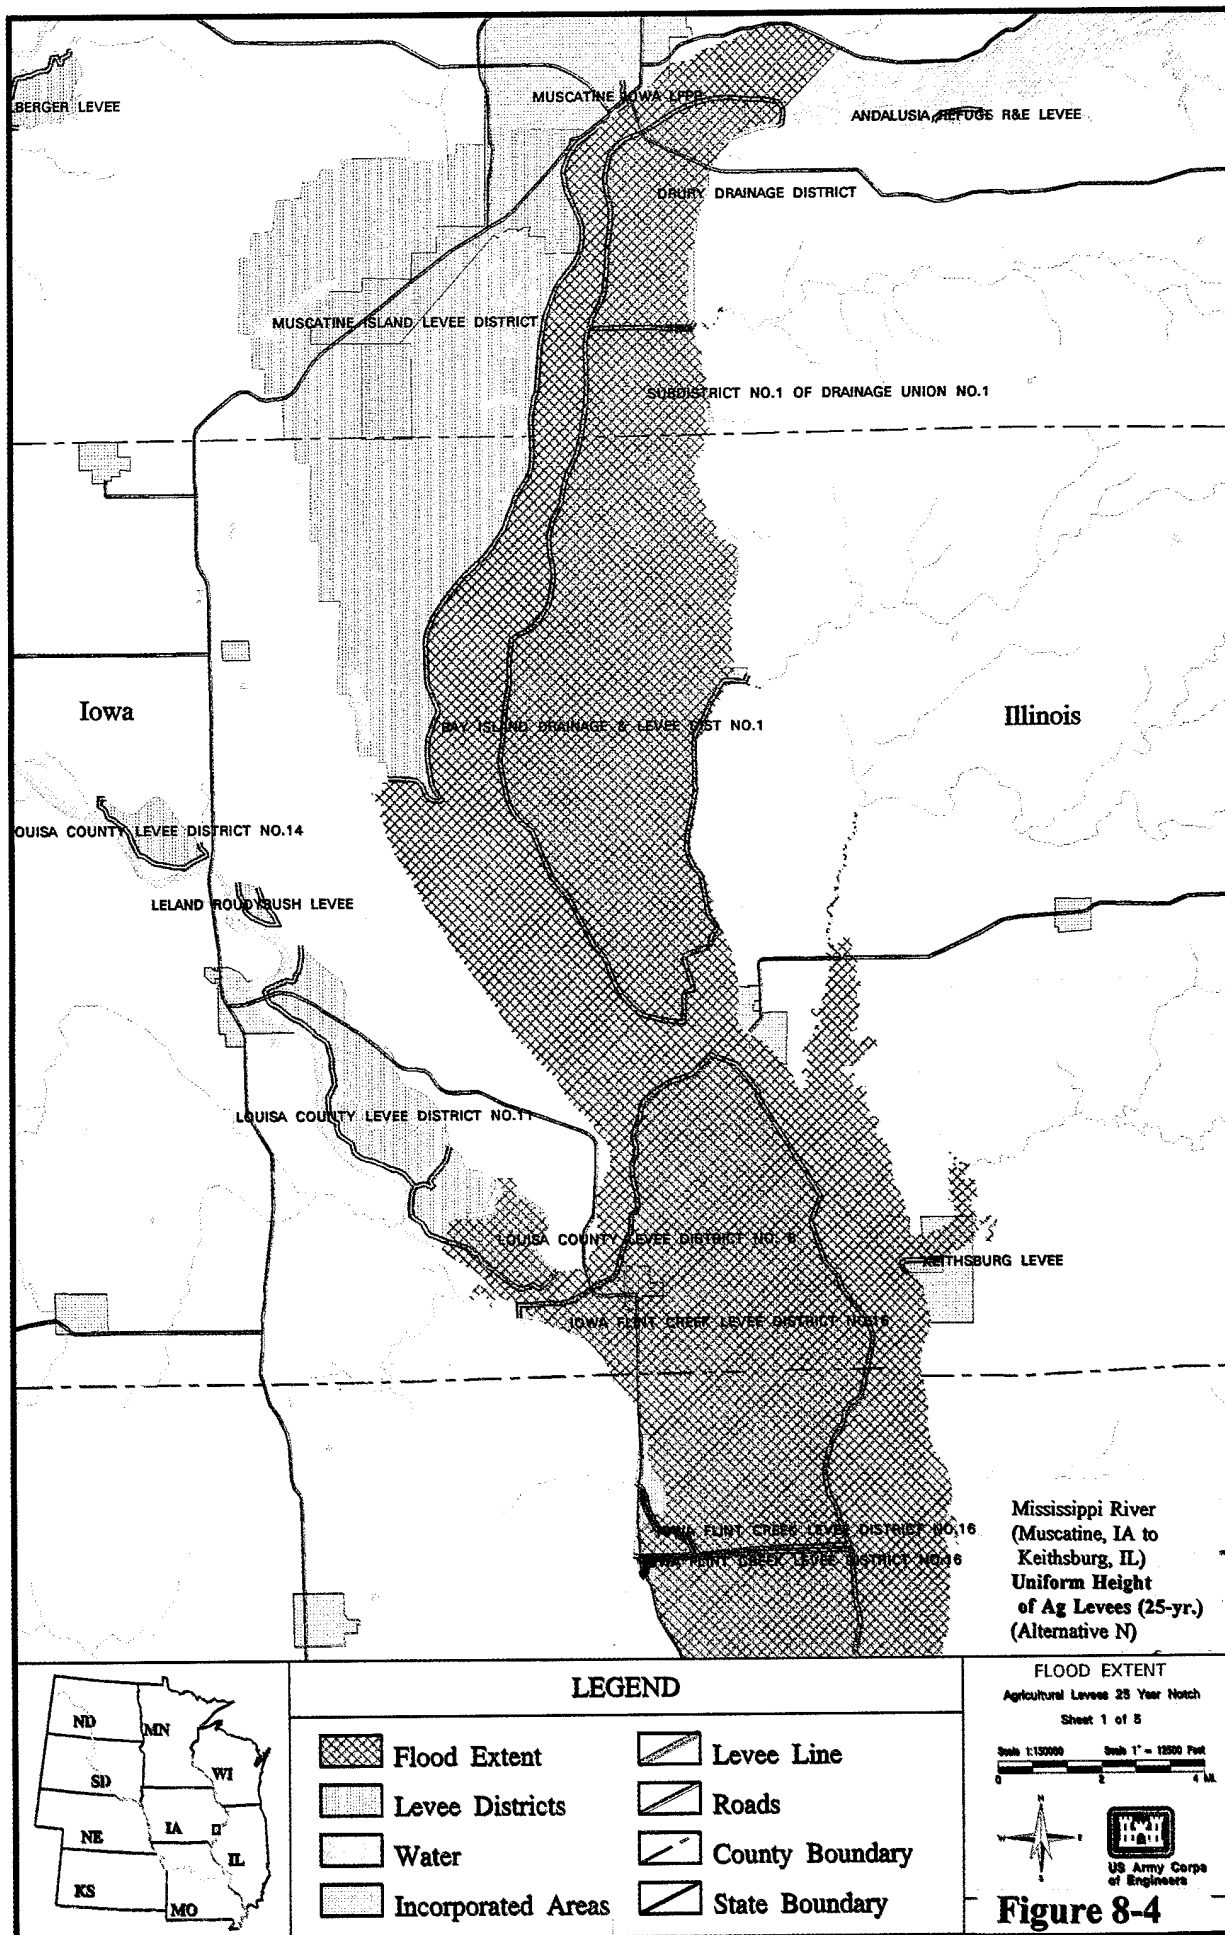 BERGER LEVEE
MUSCATINE IOWA LFPP
ANDALUSIA REFUGE R&E LEVEE
DRURY DRAINAGE DISTRICT
MUSCATINE ISLAND LEVEE DISTRICT
SUBDISTRICT NO.1 OF DRAINAGE UNION NO.1
Iowa
Illinois
BAY ISLAND DRAINAGE & LEVEE DIST NO.1
OUISA COUNTY LEVEE DISTRICT NO.14
LELAND ROUDYBUSH LEVEE
LOUISA COUNTY LEVEE DISTRICT NO.11
LOUISA COUNTY LEVEE DISTRICT NO. 8
KEITHSBURG LEVEE
IOWA FLINT CREEK LEVEE DISTRICT NO.16
IOWA FLINT CREEK LEVEE DISTRICT NO.16
IOWA FLINT CREEK LEVEE DISTRICT NO.16
Mississippi River
(Muscatine, IA to
Keithsburg, IL)
Uniform Height
of Ag Levees (25-yr.)
(Alternative N)
ND
MN
SD
WI
NE
IA
IL
KS
MO
LEGEND
Flood Extent
Levee Districts
Water
Incorporated Areas
Levee Line
Roads
County Boundary
State Boundary
FLOOD EXTENT
Agricultural Levees 25 Year Notch
Sheet 1 of 5
Scale 1:150000 Scale 1" = 12500 Feet
0 2 4 Mi.
N
W E
S
US Army Corps
of Engineers
Figure 8-4